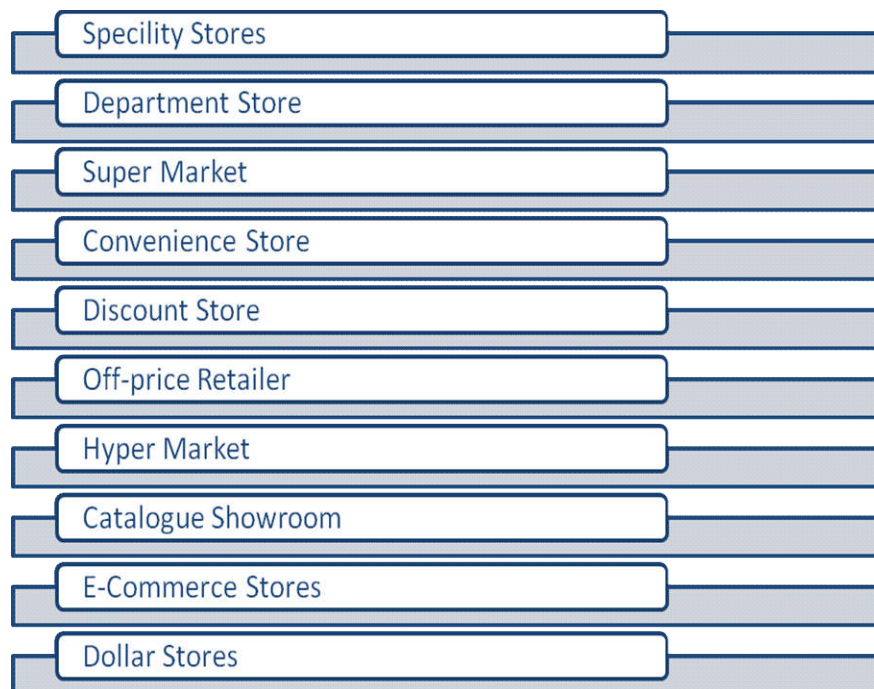 Specility Stores
Department Store
Super Market
Convenience Store
Discount Store
Off-price Retailer
Hyper Market
Catalogue Showroom
E-Commerce Stores
Dollar Stores